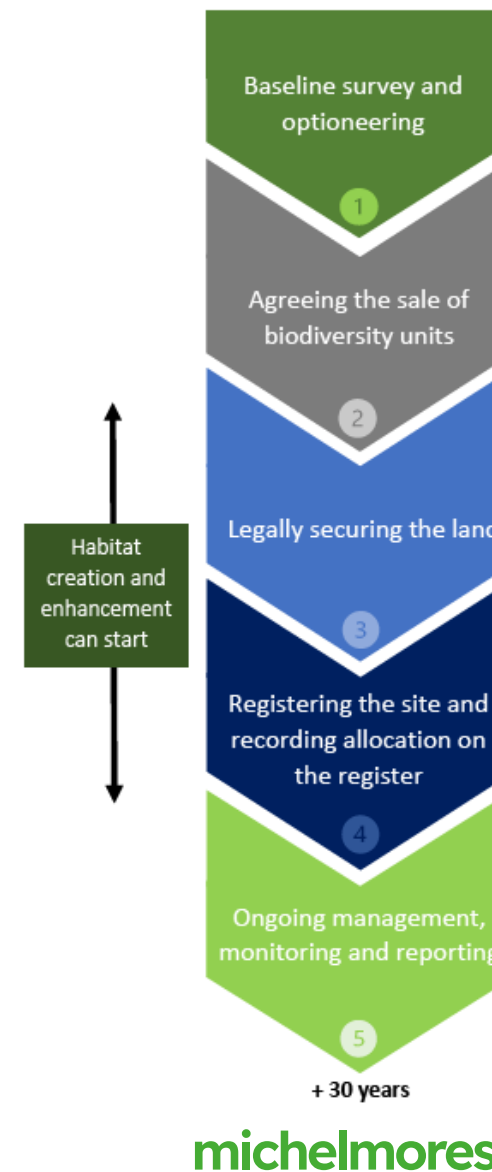 Baseline survey and
optioneering
1
Agreeing the sale of
biodiversity units
2
Habitat
creation and
enhancement
can start
Legally securing the land
3
Registering the site and
recording allocation on
the register
4
Ongoing management,
monitoring and reporting
5
+ 30 years
michelmores